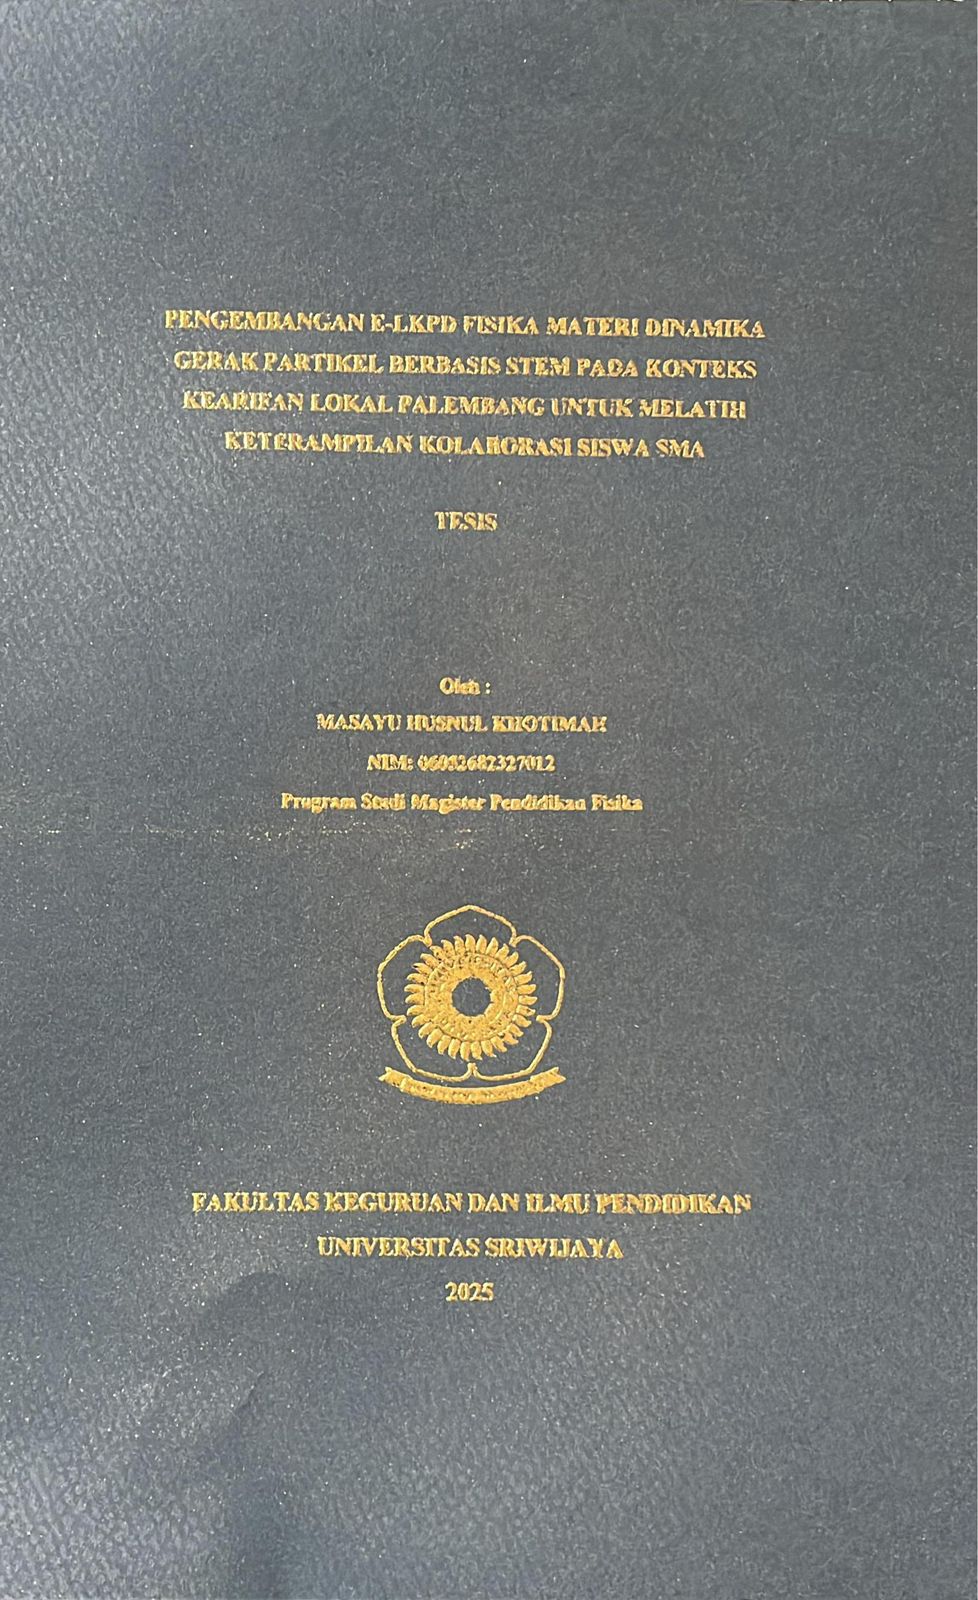 PENGEMBANGAN E-LKPD FISIKA MATERI DINAMIKA
GERAK PARTIKEL BERBASIS STEM PADA KONTEKS
KEARIFAN LOKAL PALEMBANG UNTUK MELATIH
KETERAMPILAN KOLABORASI SISWA SMA
TESIS
Oleh :
MASAYU HUSNUL KHOTIMAH
NIM: 06052682327012
Program Studi Magister Pendidikan Fisika
FAKULTAS KEGURUAN DAN ILMU PENDIDIKAN
UNIVERSITAS SRIWIJAYA
2025